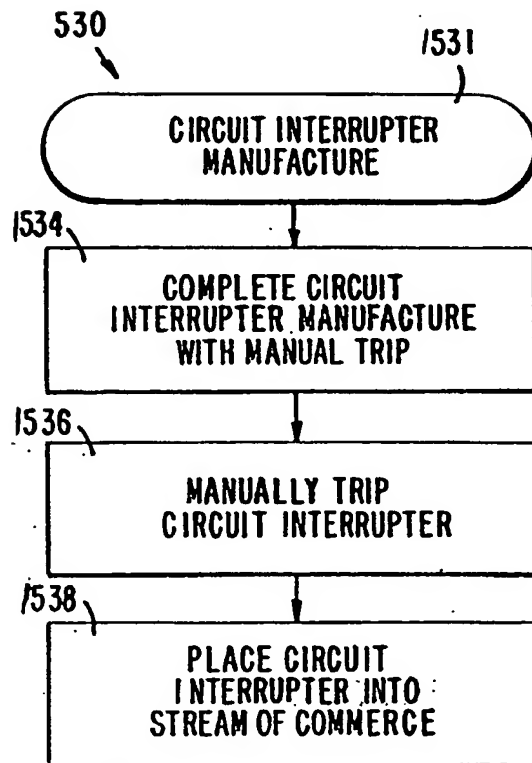 530
1531
CIRCUIT INTERRUPTER
MANUFACTURE
1534
COMPLETE CIRCUIT
INTERRUPTER MANUFACTURE
WITH MANUAL TRIP
1536
MANUALLY TRIP
CIRCUIT INTERRUPTER
1538
PLACE CIRCUIT
INTERRUPTER INTO
STREAM OF COMMERCE